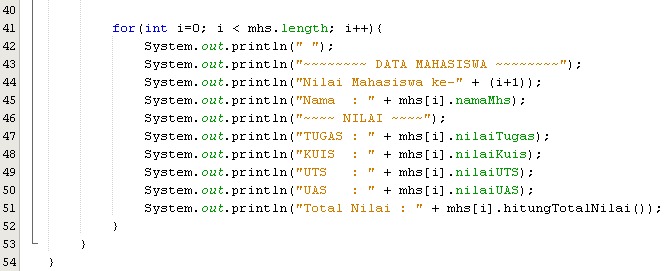 40
41 for(int i=0; i < mhs.length; i++){
42 System.out.println(" ");
43 System.out.println("~~~~~~~~ DATA MAHASISWA ~~~~~~~~");
44 System.out.println("Nilai Mahasiswa ke-" + (i+1));
45 System.out.println("Nama  : " + mhs[i].namaMhs);
46 System.out.println("~~~~ NILAI ~~~~");
47 System.out.println("TUGAS : " + mhs[i].nilaiTugas);
48 System.out.println("KUIS  : " + mhs[i].nilaiKuis);
49 System.out.println("UTS   : " + mhs[i].nilaiUTS);
50 System.out.println("UAS   : " + mhs[i].nilaiUAS);
51 System.out.println("Total Nilai : " + mhs[i].hitungTotalNilai());
52 }
53 }
54 }